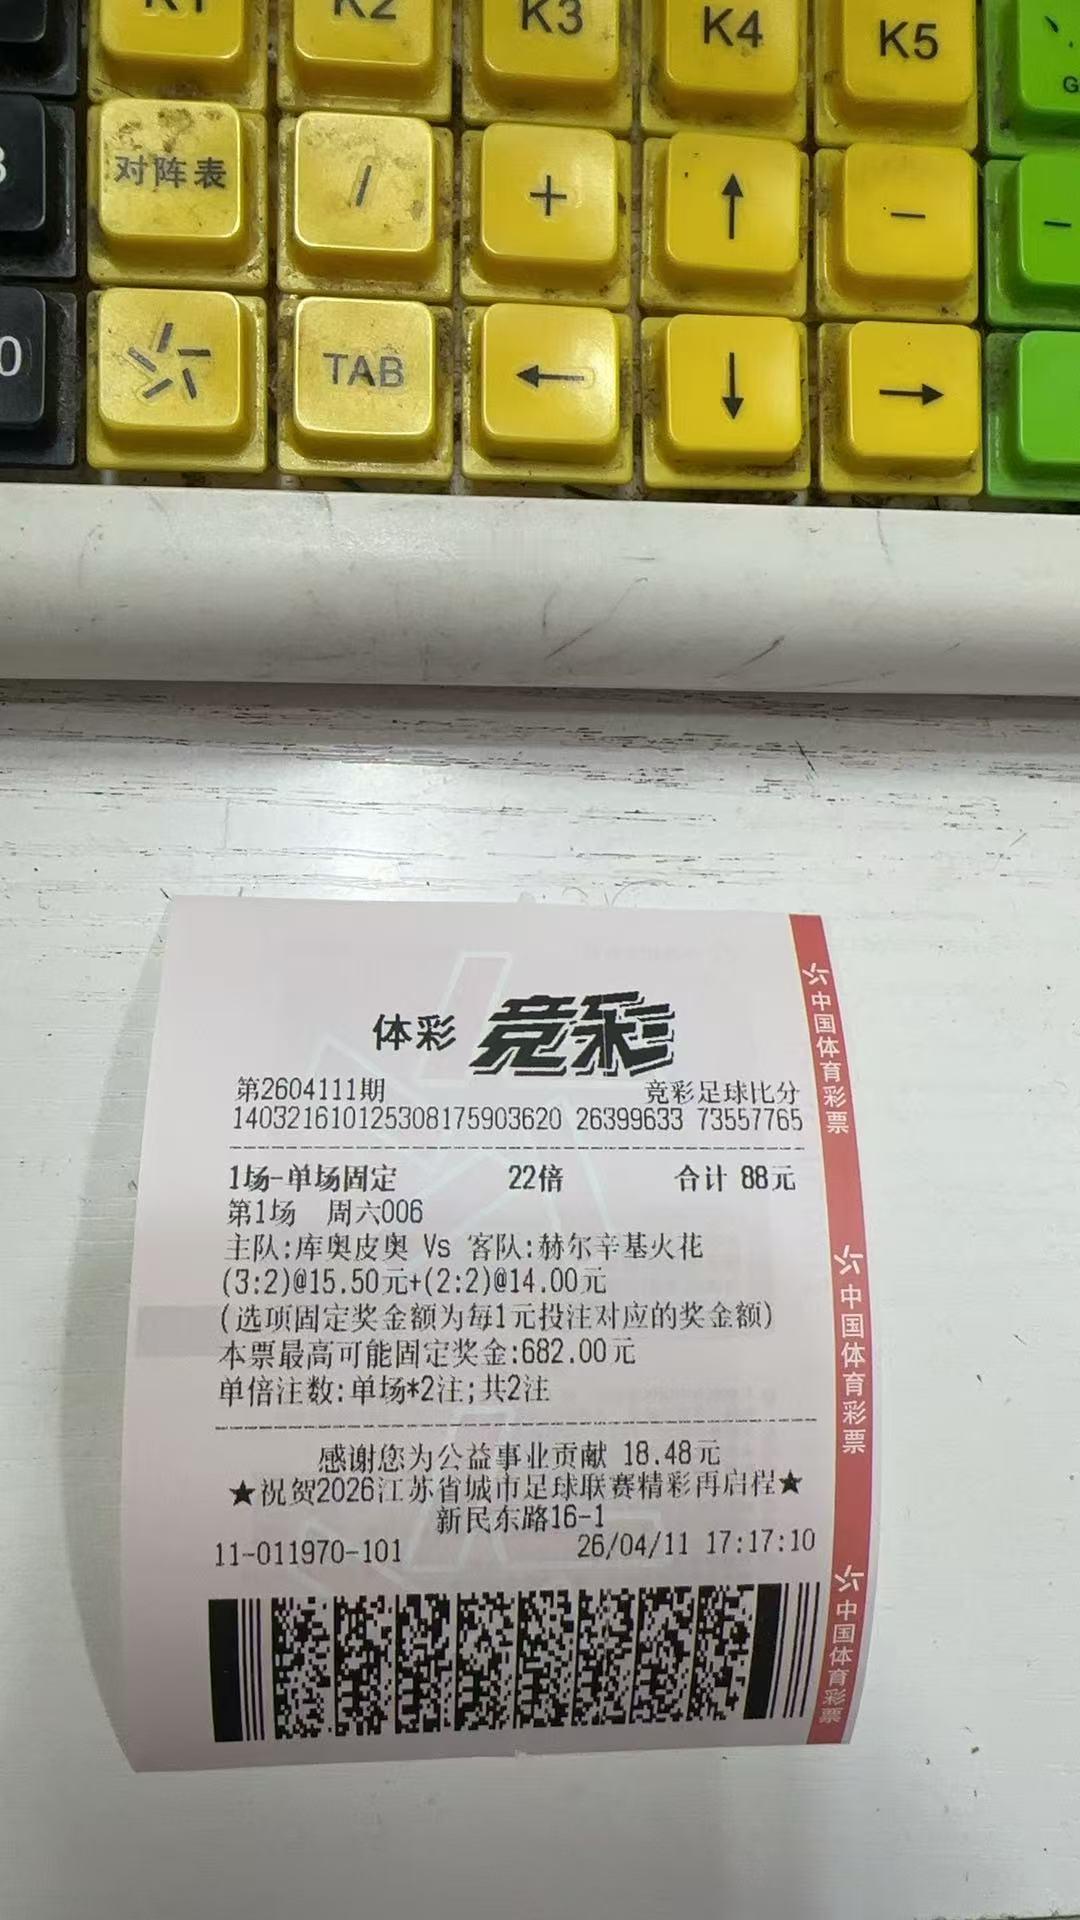 K1 K2 K3 K4 K5
G
对阵表 / + ↑ −
TAB ← ↓ →
0
体彩 竞彩
第2604111期 竞彩足球比分
140321610125308175903620 26399633 73557765
1场-单场固定 22倍 合计 88元
第1场 周六006
主队:库奥皮奥 Vs 客队:赫尔辛基火花
(3:2)@15.50元+(2:2)@14.00元
(选项固定奖金额为每1元投注对应的奖金额)
本票最高可能固定奖金:682.00元
单倍注数:单场*2注;共2注
感谢您为公益事业贡献 18.48元
★祝贺2026江苏省城市足球联赛精彩再启程★
新民东路16-1
11-011970-101 26/04/11 17:17:10
中国体育彩票
中国体育彩票
中国体育彩票